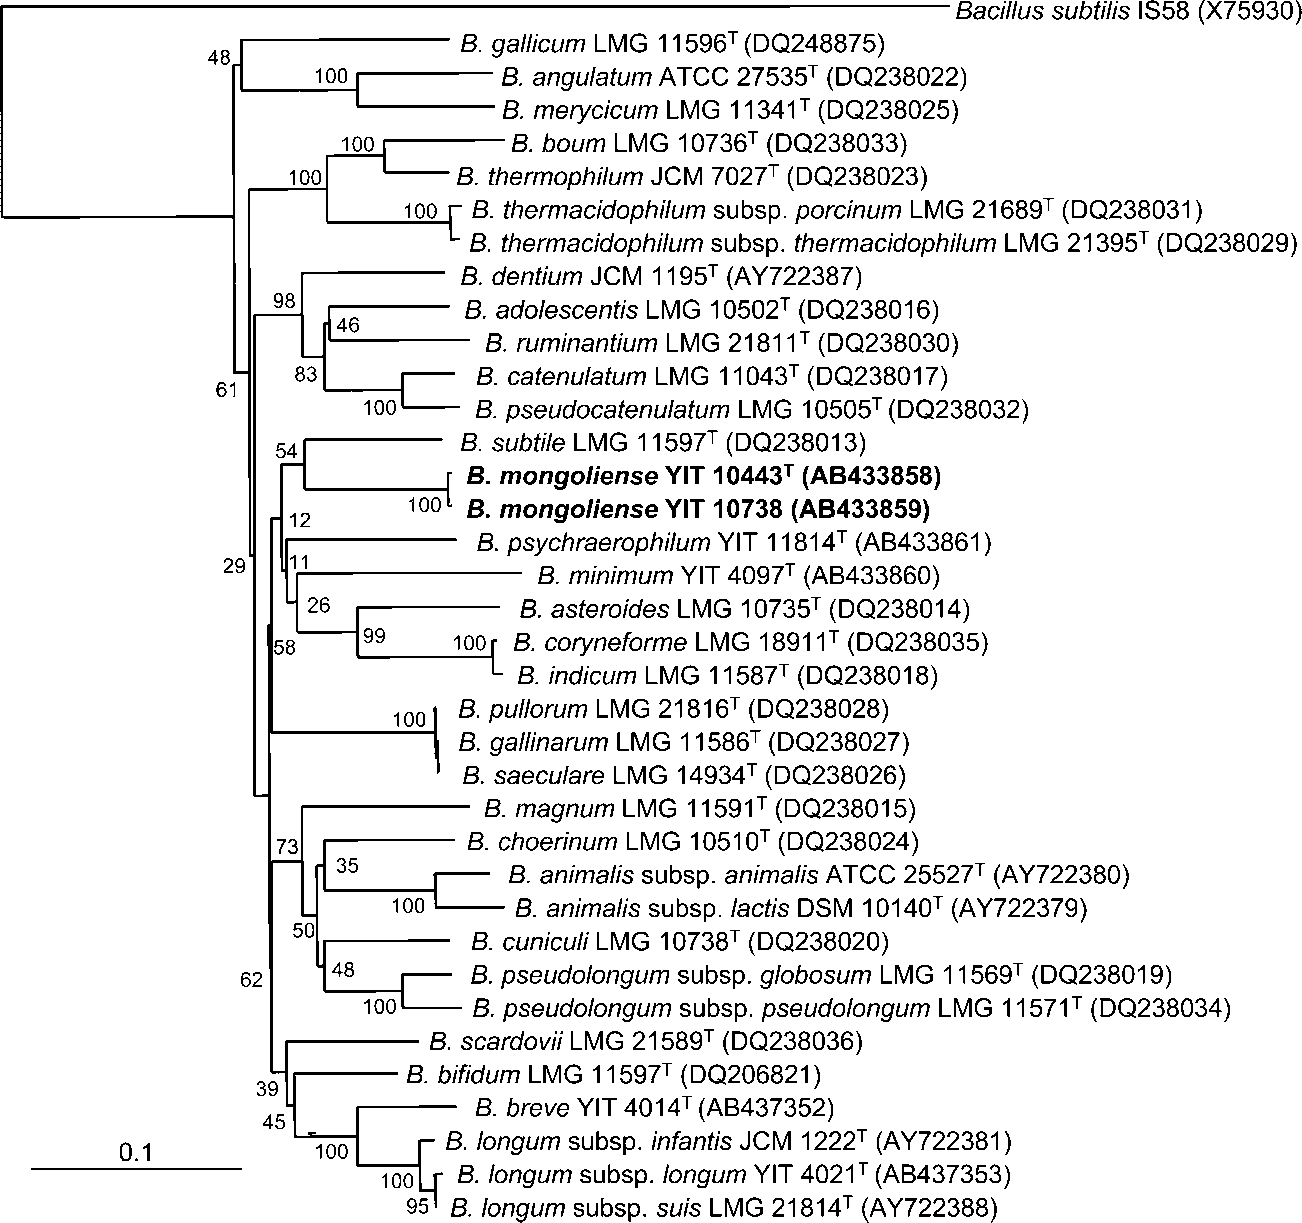 Bacillus subtilis IS58 (X75930)
48
B. gallicum LMG 11596ᵀ (DQ248875)
100
B. angulatum ATCC 27535ᵀ (DQ238022)
B. merycicum LMG 11341ᵀ (DQ238025)
100
B. boum LMG 10736ᵀ (DQ238033)
100
B. thermophilum JCM 7027ᵀ (DQ238023)
100
B. thermacidophilum subsp. porcinum LMG 21689ᵀ (DQ238031)
B. thermacidophilum subsp. thermacidophilum LMG 21395ᵀ (DQ238029)
B. dentium JCM 1195ᵀ (AY722387)
98
B. adolescentis LMG 10502ᵀ (DQ238016)
46
B. ruminantium LMG 21811ᵀ (DQ238030)
83
B. catenulatum LMG 11043ᵀ (DQ238017)
61
100
B. pseudocatenulatum LMG 10505ᵀ (DQ238032)
B. subtile LMG 11597ᵀ (DQ238013)
54
B. mongoliense YIT 10443ᵀ (AB433858)
100
B. mongoliense YIT 10738 (AB433859)
12
B. psychraerophilum YIT 11814ᵀ (AB433861)
29
11
B. minimum YIT 4097ᵀ (AB433860)
26
B. asteroides LMG 10735ᵀ (DQ238014)
99
100
B. coryneforme LMG 18911ᵀ (DQ238035)
58
B. indicum LMG 11587ᵀ (DQ238018)
B. pullorum LMG 21816ᵀ (DQ238028)
100
B. gallinarum LMG 11586ᵀ (DQ238027)
B. saeculare LMG 14934ᵀ (DQ238026)
B. magnum LMG 11591ᵀ (DQ238015)
73
B. choerinum LMG 10510ᵀ (DQ238024)
35
B. animalis subsp. animalis ATCC 25527ᵀ (AY722380)
100
B. animalis subsp. lactis DSM 10140ᵀ (AY722379)
50
B. cuniculi LMG 10738ᵀ (DQ238020)
62
48
B. pseudolongum subsp. globosum LMG 11569ᵀ (DQ238019)
100
B. pseudolongum subsp. pseudolongum LMG 11571ᵀ (DQ238034)
B. scardovii LMG 21589ᵀ (DQ238036)
39
B. bifidum LMG 11597ᵀ (DQ206821)
45
B. breve YIT 4014ᵀ (AB437352)
100
B. longum subsp. infantis JCM 1222ᵀ (AY722381)
0.1
100
B. longum subsp. longum YIT 4021ᵀ (AB437353)
95
B. longum subsp. suis LMG 21814ᵀ (AY722388)